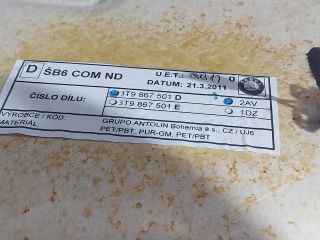 D ŠB6 COM ND U.E.T.: 0
DATUM: 21.3.2011
ČÍSLO DÍLU: 3T9 867 501 D 2AV
3T9 867 501 E 1DZ
VÝROBCE / KÓD: GRUPO ANTOLIN Bohemia a.s., CZ / UJ6
MATERIÁL PET/PBT, PUR-GM, PET/PBT